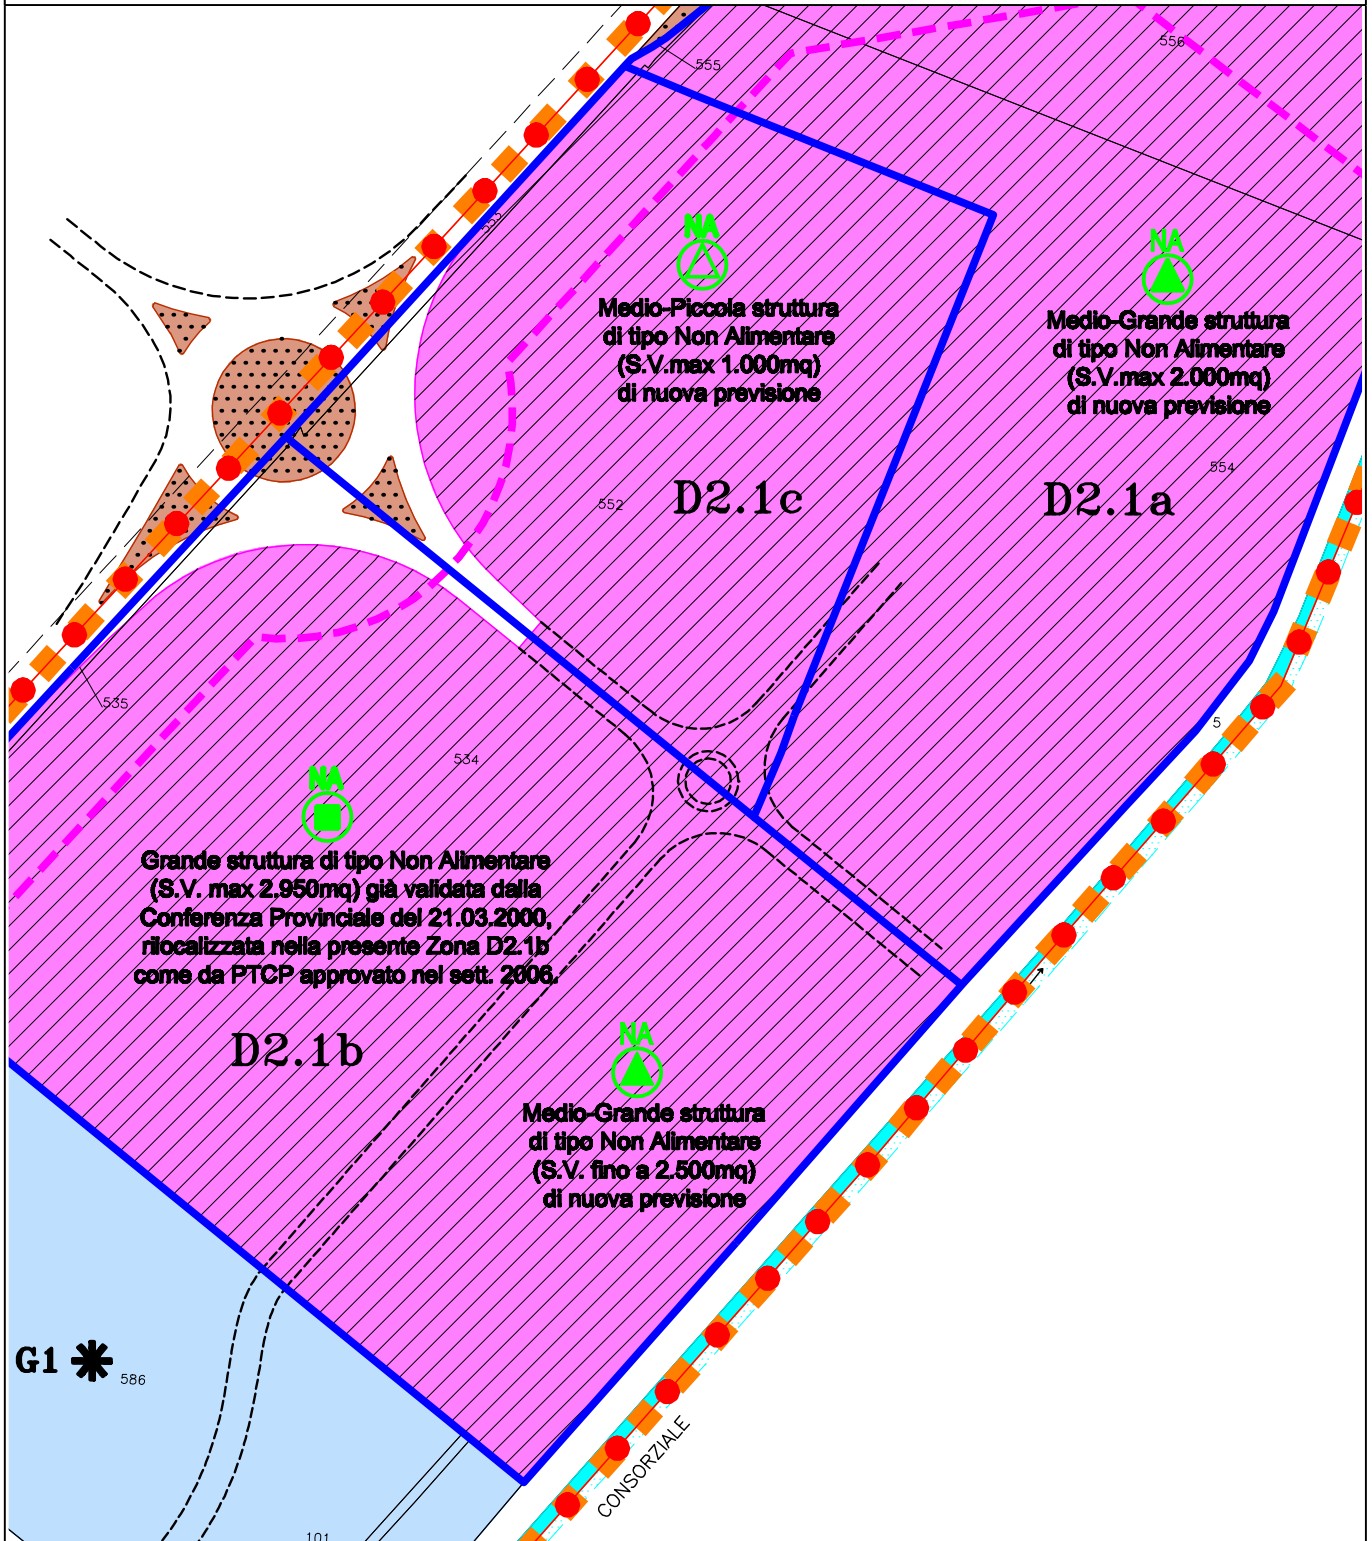 556
555
553
NA
Medio-Piccola struttura
di tipo Non Alimentare
(S.V.max 1.000mq)
di nuova previsione
NA
Medio-Grande struttura
di tipo Non Alimentare
(S.V.max 2.000mq)
di nuova previsione
554
552
D2.1c
D2.1a
535
5
534
NA
Grande struttura di tipo Non Alimentare
(S.V. max 2.950mq) già validata dalla
Conferenza Provinciale del 21.03.2000,
rilocalizzata nella presente Zona D2.1b
come da PTCP approvato nel sett. 2006.
D2.1b
NA
Medio-Grande struttura
di tipo Non Alimentare
(S.V. fino a 2.500mq)
di nuova previsione
G1
586
CONSORZIALE
101